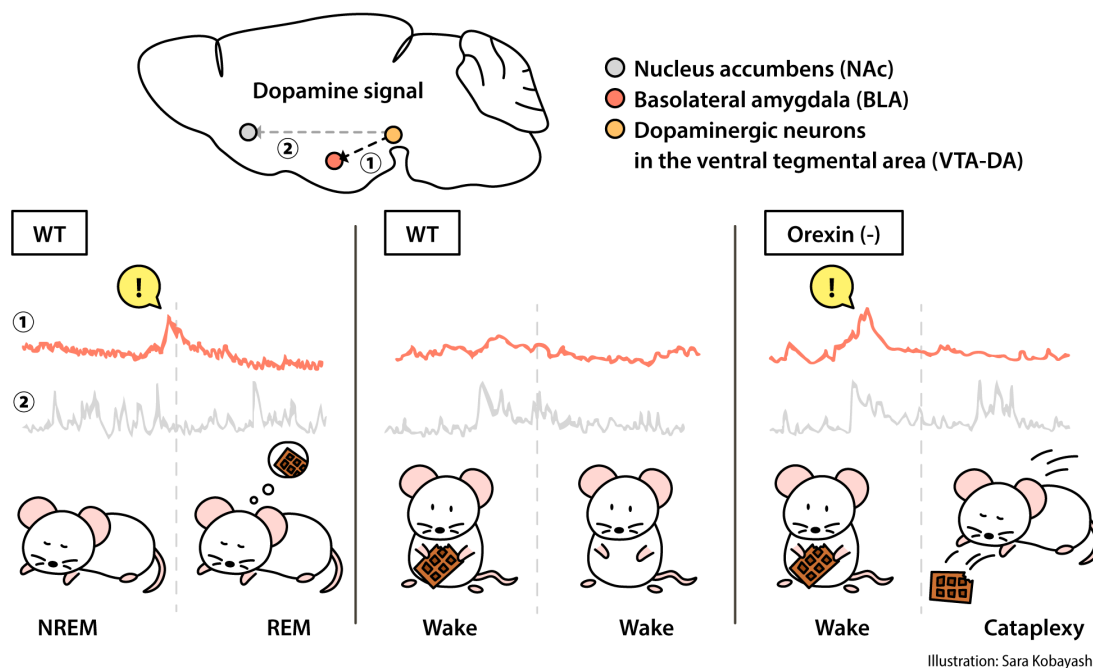 Dopamine signal
②
①
Nucleus accumbens (NAc)
Basolateral amygdala (BLA)
Dopaminergic neurons
in the ventral tegmental area (VTA-DA)
WT
WT
Orexin (-)
!
!
①
②
NREM
REM
Wake
Wake
Wake
Cataplexy
Illustration: Sara Kobayash